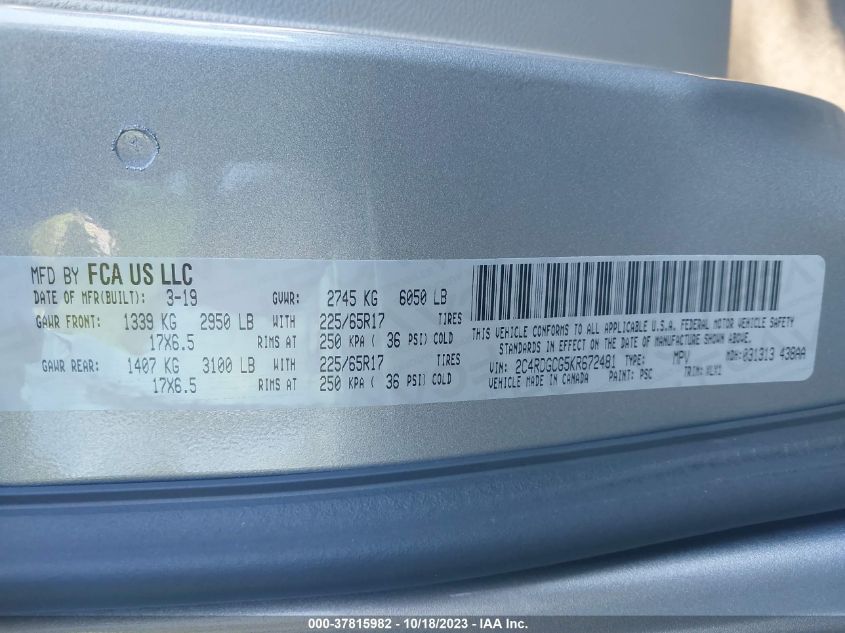 MFD BY FCA US LLC
DATE OF MFR(BUILT): 3-19 GVWR: 2745 KG 6050 LB
GAWR FRONT: 1339 KG 2950 LB WITH 225/65R17 TIRES
17X6.5 RIMS AT 250 KPA ( 36 PSI) COLD
GAWR REAR: 1407 KG 3100 LB WITH 225/65R17 TIRES
17X6.5 RIMS AT 250 KPA ( 36 PSI) COLD
THIS VEHICLE CONFORMS TO ALL APPLICABLE U.S.A. FEDERAL MOTOR VEHICLE SAFETY
STANDARDS IN EFFECT ON THE DATE OF MANUFACTURE SHOWN ABOVE.
VIN: 2C4RDGCG5KR672481 TYPE: MPV MDH: 031313 438AA
VEHICLE MADE IN CANADA PAINT: PSC TRIM:
000-37815982 - 10/18/2023 - IAA Inc.